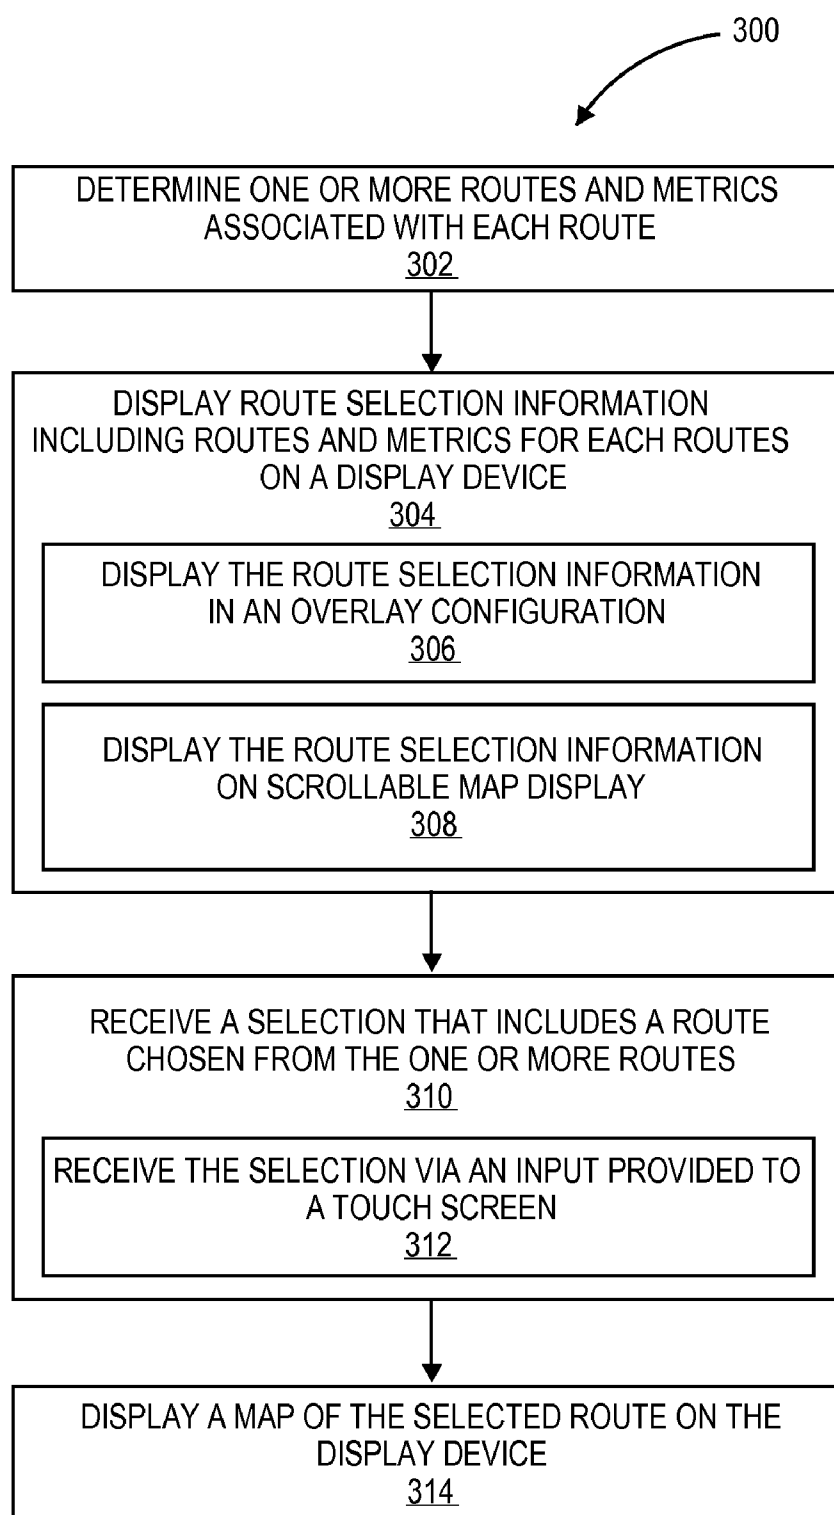 300
DETERMINE ONE OR MORE ROUTES AND METRICS
ASSOCIATED WITH EACH ROUTE
302
DISPLAY ROUTE SELECTION INFORMATION
INCLUDING ROUTES AND METRICS FOR EACH ROUTES
ON A DISPLAY DEVICE
304
DISPLAY THE ROUTE SELECTION INFORMATION
IN AN OVERLAY CONFIGURATION
306
DISPLAY THE ROUTE SELECTION INFORMATION
ON SCROLLABLE MAP DISPLAY
308
RECEIVE A SELECTION THAT INCLUDES A ROUTE
CHOSEN FROM THE ONE OR MORE ROUTES
310
RECEIVE THE SELECTION VIA AN INPUT PROVIDED TO
A TOUCH SCREEN
312
DISPLAY A MAP OF THE SELECTED ROUTE ON THE
DISPLAY DEVICE
314